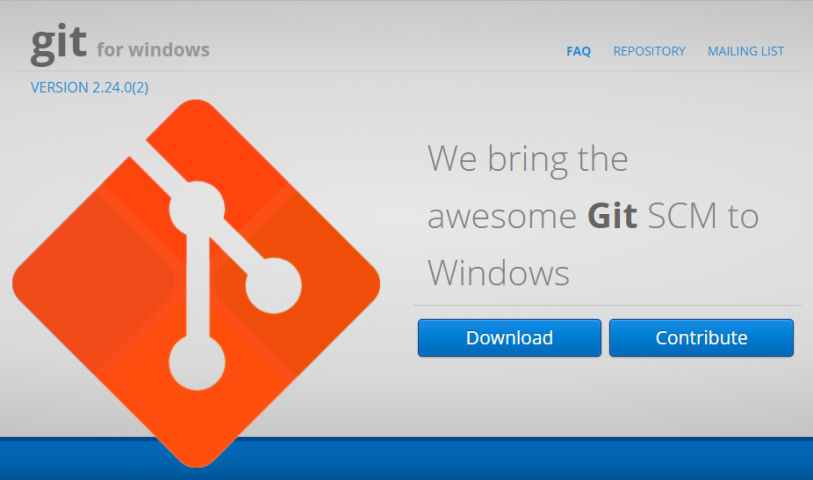 git for windows
FAQ REPOSITORY MAILING LIST
VERSION 2.24.0(2)
We bring the
awesome Git SCM to
Windows
Download Contribute